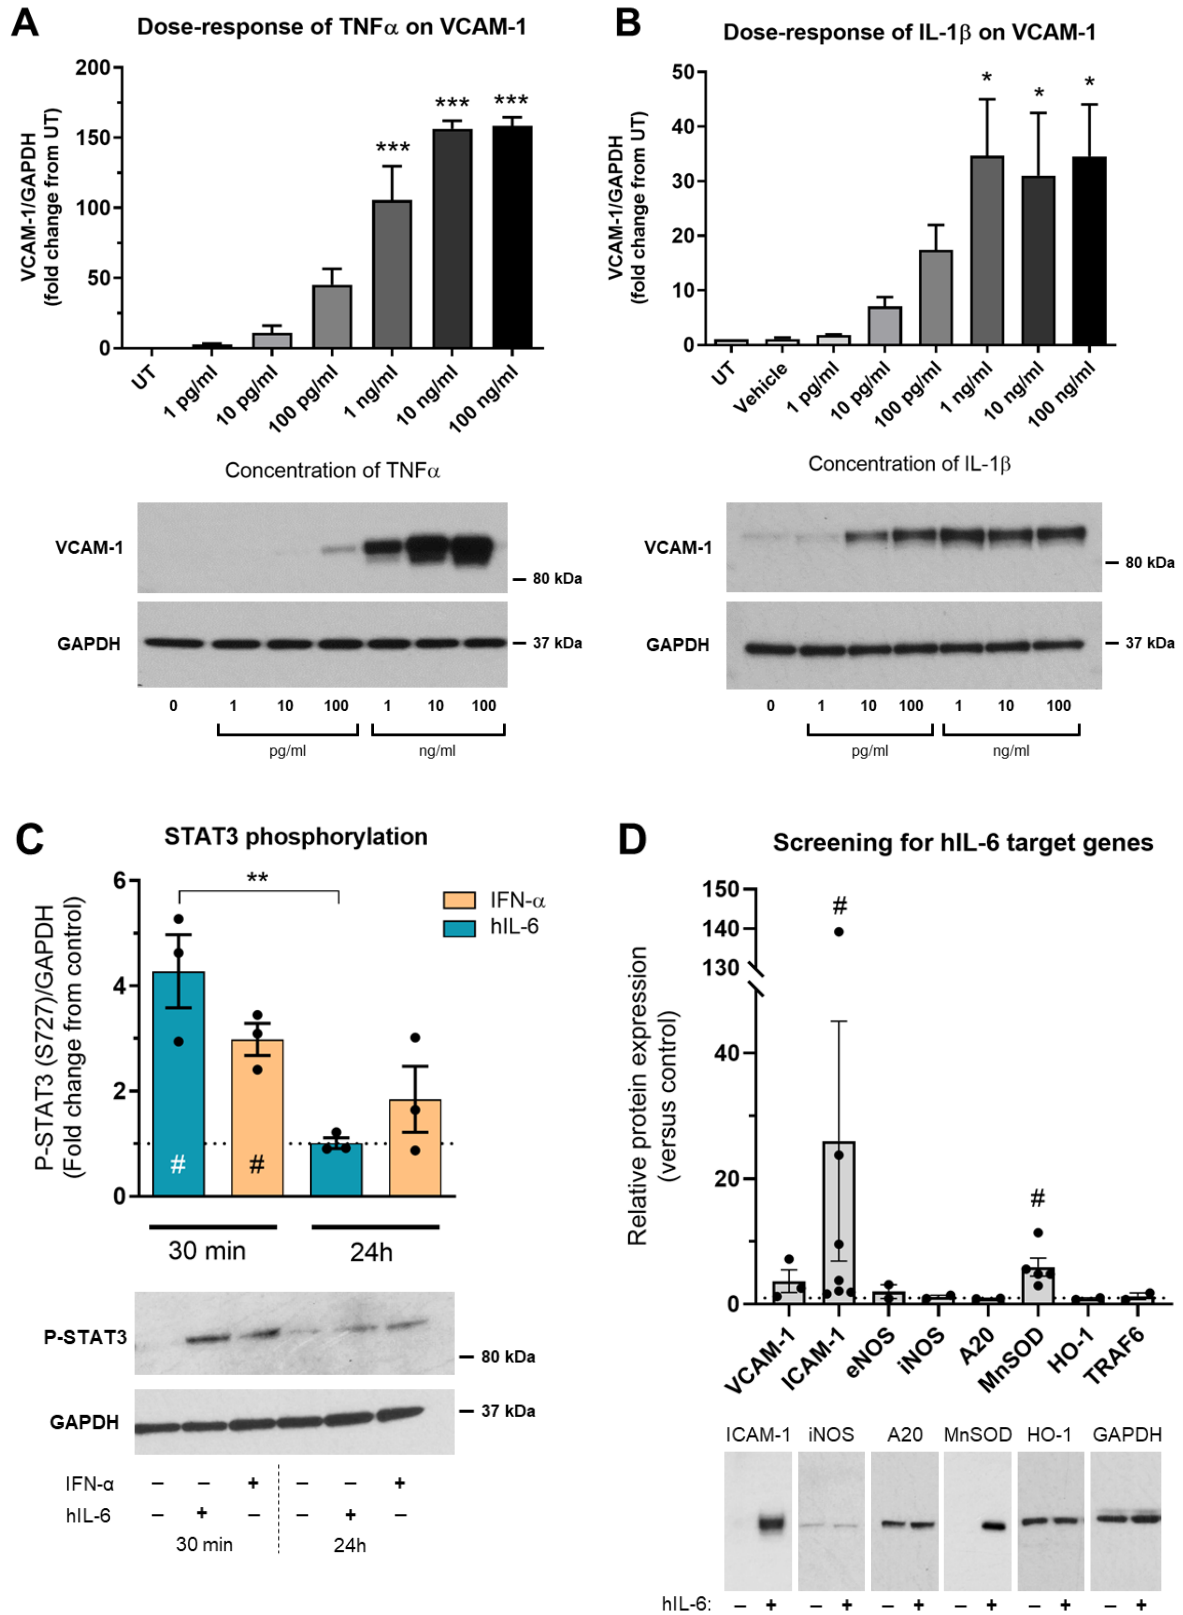 A
Dose-response of TNFα on VCAM-1
VCAM-1/GAPDH
(fold change from UT)
200
150
100
50
0
***
***
***
UT
1 pg/ml
10 pg/ml
100 pg/ml
1 ng/ml
10 ng/ml
100 ng/ml
Concentration of TNFα
VCAM-1
80 kDa
GAPDH
37 kDa
0 1 10 100 1 10 100
pg/ml ng/ml
B
Dose-response of IL-1β on VCAM-1
VCAM-1/GAPDH
(fold change from UT)
50
40
30
20
10
0
*
*
*
UT
Vehicle
1 pg/ml
10 pg/ml
100 pg/ml
1 ng/ml
10 ng/ml
100 ng/ml
Concentration of IL-1β
VCAM-1
80 kDa
GAPDH
37 kDa
0 1 10 100 1 10 100
pg/ml ng/ml
C
STAT3 phosphorylation
P-STAT3 (S727)/GAPDH
(Fold change from control)
6
4
2
0
**
IFN-α
hIL-6
# #
30 min 24h
P-STAT3
80 kDa
GAPDH
37 kDa
IFN-α – – + – – +
hIL-6 – + – – + –
30 min 24h
D
Screening for hIL-6 target genes
Relative protein expression
(versus control)
150
140
130
40
20
0
#
#
VCAM-1
ICAM-1
eNOS
iNOS
A20
MnSOD
HO-1
TRAF6
ICAM-1 iNOS A20 MnSOD HO-1 GAPDH
hIL-6: – + – + – + – + – + – +